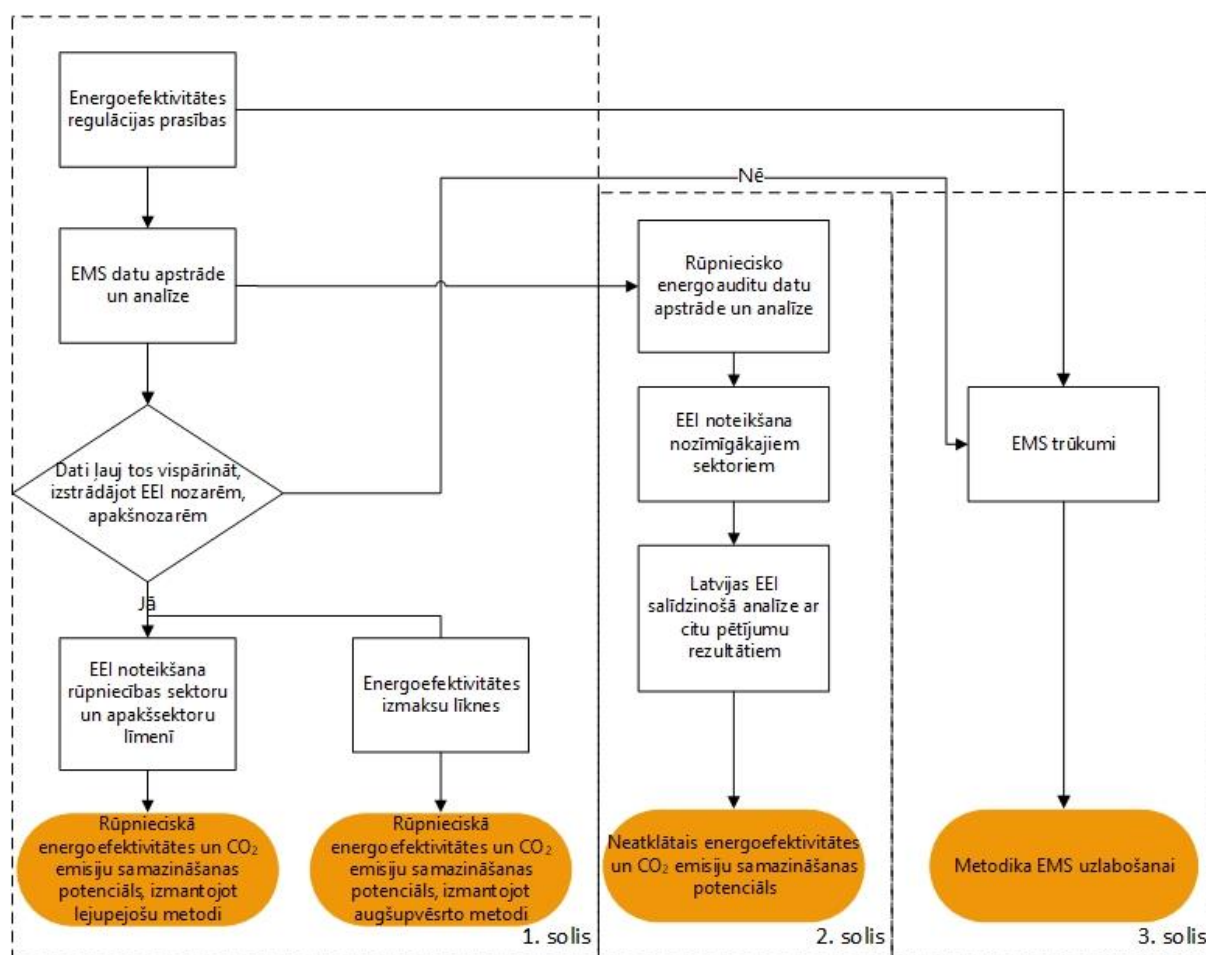 Energoefektivitātes
regulācijas prasības
Nē
EMS datu apstrāde
un analīze
Rūpniecisko
energoauditu datu
apstrāde un analīze
Dati ļauj tos vispārināt,
izstrādājot EEI nozarēm,
apakšnozarēm
EEI noteikšana
nozīmīgākajiem
sektoriem
EMS trūkumi
Latvijas EEI
salīdzinošā analīze ar
citu pētījumu
rezultātiem
Jā
EEI noteikšana
rūpniecības sektoru
un apakšsektoru
līmenī
Energoefektivitātes
izmaksu līknes
Rūpnieciskā
energoefektivitātes un CO₂
emisiju samazināšanas
potenciāls, izmantojot
lejupejošu metodi
Rūpnieciskā
energoefektivitātes un CO₂
emisiju samazināšanas
potenciāls, izmantojot
augšupvēsrto metodi
Neatklātais energoefektivitātes
un CO₂ emisiju samazināšanas
potenciāls
Metodika EMS uzlabošanai
1. solis
2. solis
3. solis